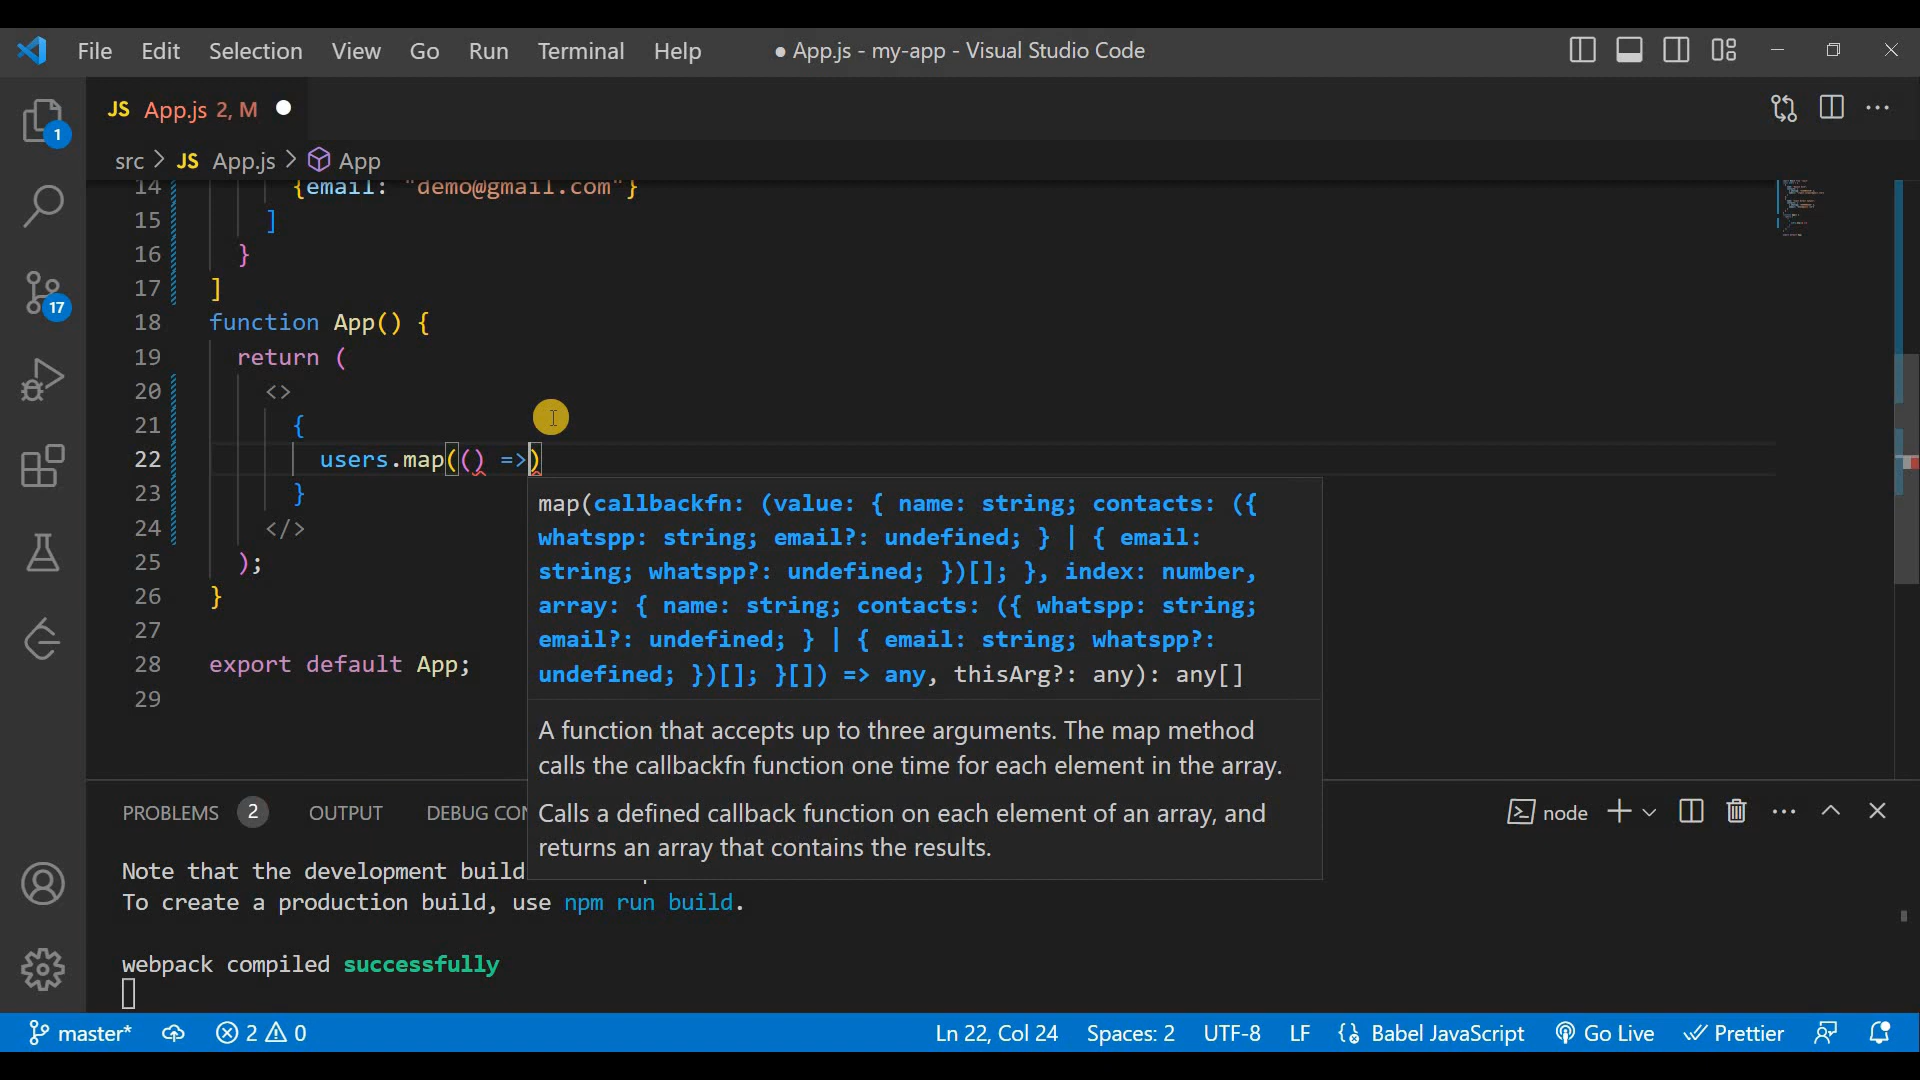 File Edit Selection View Go Run Terminal Help ● App.js - my-app - Visual Studio Code
JS App.js 2, M
src > JS App.js > App
14 {email: "demo@gmail.com"}
15 ]
16 }
17 ]
18 function App() {
19 return (
20 <>
21 {
22 users.map(() =>)
23 }
24 </>
25 );
26 }
27
28 export default App;
29
1
17
map(callbackfn: (value: { name: string; contacts: ({
whatspp: string; email?: undefined; } | { email:
string; whatspp?: undefined; })[]; }, index: number,
array: { name: string; contacts: ({ whatspp: string;
email?: undefined; } | { email: string; whatspp?:
undefined; })[]; }[]) => any, thisArg?: any): any[]
A function that accepts up to three arguments. The map method
calls the callbackfn function one time for each element in the array.
Calls a defined callback function on each element of an array, and
returns an array that contains the results.
PROBLEMS 2 OUTPUT DEBUG CON node
Note that the development build
To create a production build, use npm run build.
webpack compiled successfully
master* 2 0 Ln 22, Col 24 Spaces: 2 UTF-8 LF Babel JavaScript Go Live Prettier